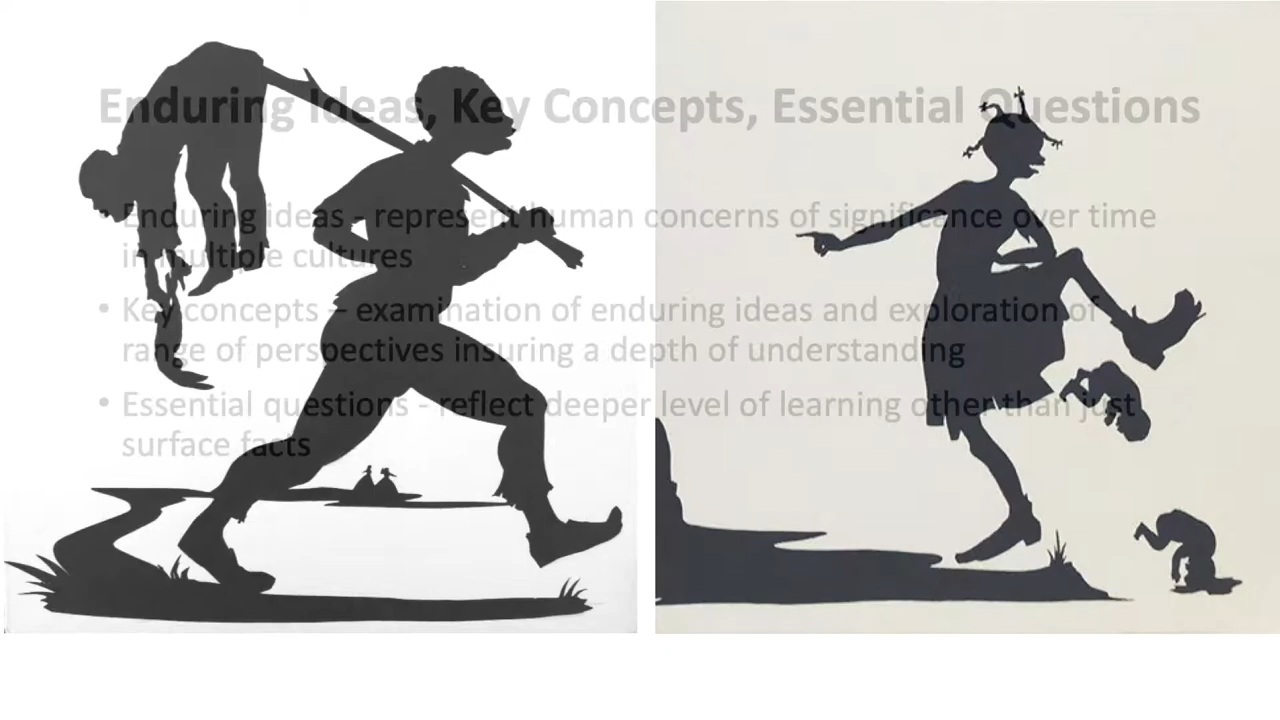 Enduring Ideas, Key Concepts, Essential Questions
• Enduring ideas - represent human concerns of significance over time
in multiple cultures
• Key concepts – examination of enduring ideas and exploration of
range of perspectives insuring a depth of understanding
• Essential questions - reflect deeper level of learning other than just
surface facts